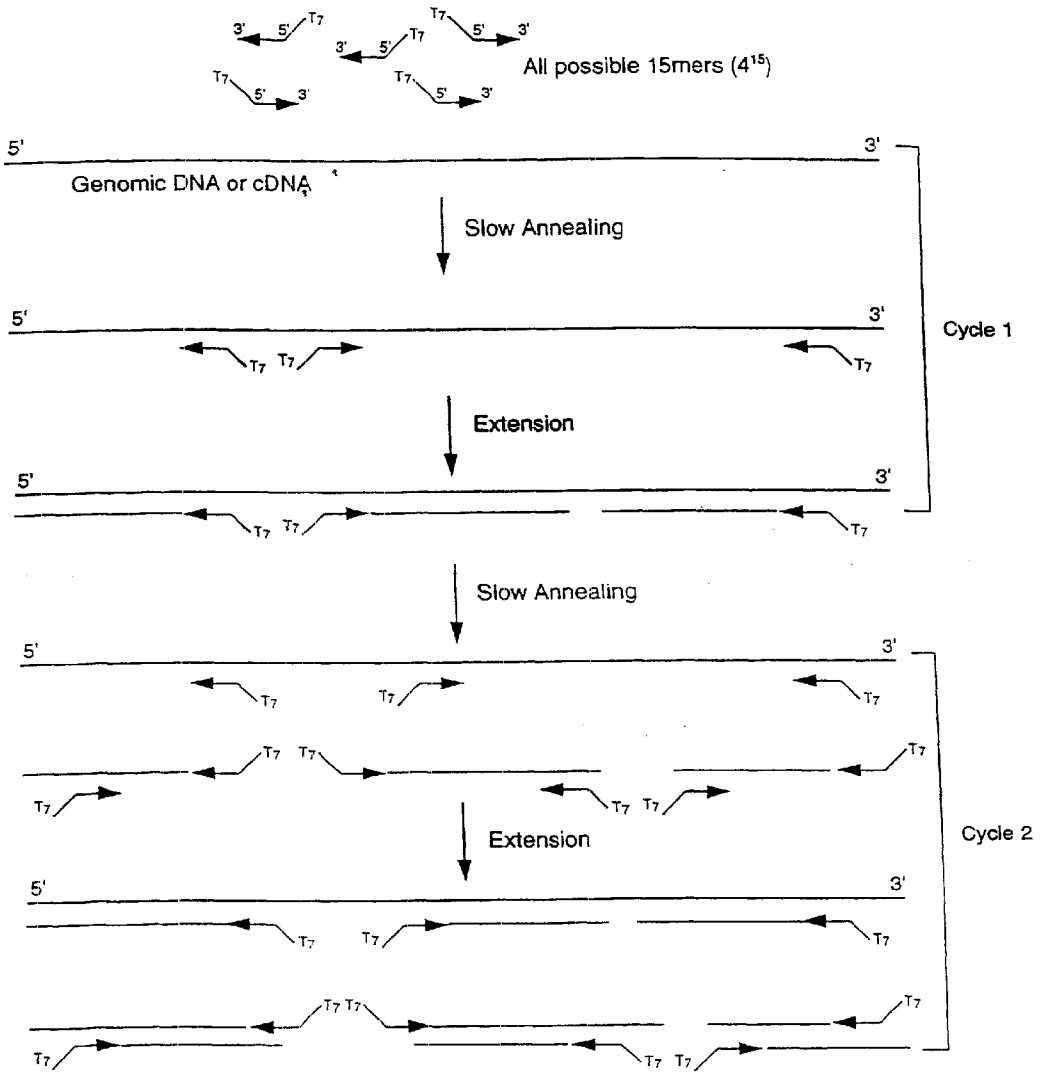 3' 5' T7 T7 3'
3' 5' T7 5' 3'
All possible 15mers (4¹⁵)
T7 5' 3' T7 5' 3'
5' 3'
Genomic DNA or cDNA
Slow Annealing
5' 3'
Cycle 1
T7 T7 T7
Extension
5' 3'
T7 T7 T7
Slow Annealing
5' 3'
T7 T7 T7
T7 T7 T7
T7 T7 T7
Extension
Cycle 2
5' 3'
T7 T7 T7
T7 T7 T7
T7 T7 T7